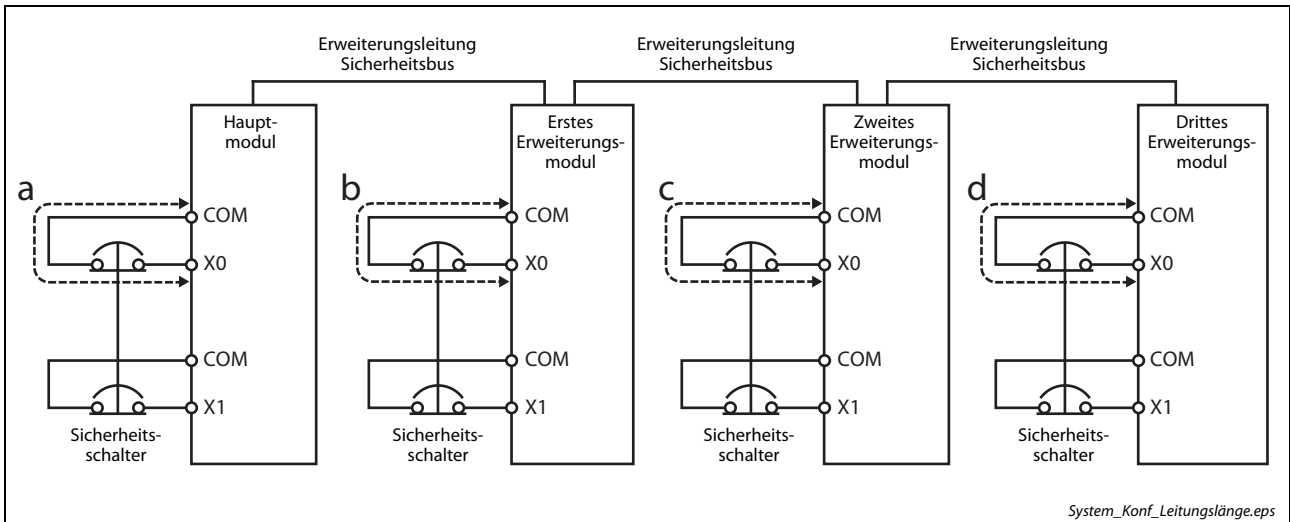 Erweiterungsleitung
Sicherheitsbus
Erweiterungsleitung
Sicherheitsbus
Erweiterungsleitung
Sicherheitsbus
Haupt-
modul
Erstes
Erweiterungs-
modul
Zweites
Erweiterungs-
modul
Drittes
Erweiterungs-
modul
a
COM
X0
COM
X1
Sicherheits-
schalter
b
COM
X0
COM
X1
Sicherheits-
schalter
c
COM
X0
COM
X1
Sicherheits-
schalter
d
COM
X0
COM
X1
Sicherheits-
schalter
System_Konf_Leitungslänge.eps